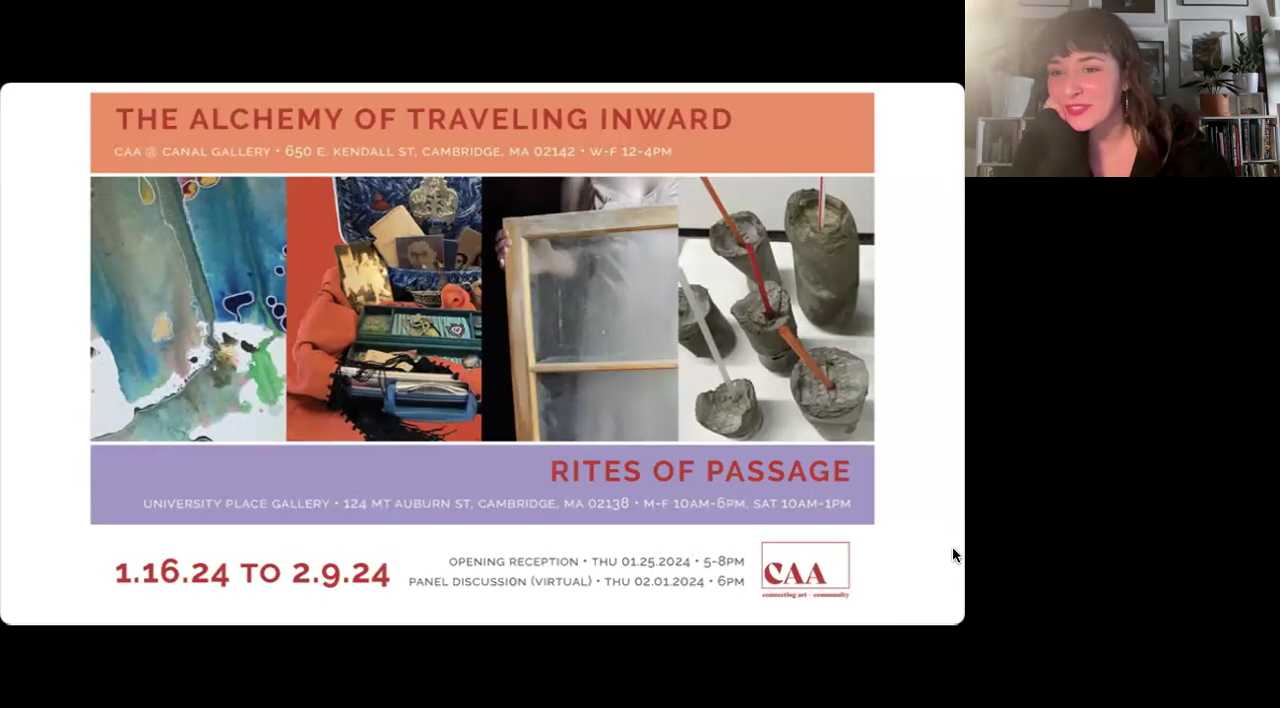 THE ALCHEMY OF TRAVELING INWARD
CAA @ CANAL GALLERY • 650 E. KENDALL ST, CAMBRIDGE, MA 02142 • W-F 12-4PM
RITES OF PASSAGE
UNIVERSITY PLACE GALLERY • 124 MT AUBURN ST, CAMBRIDGE, MA 02138 • M-F 10AM-6PM, SAT 10AM-1PM
1.16.24 TO 2.9.24
OPENING RECEPTION • THU 01.25.2024 • 5-8PM
PANEL DISCUSSION (VIRTUAL) • THU 02.01.2024 • 6PM
CAA
connecting art + community